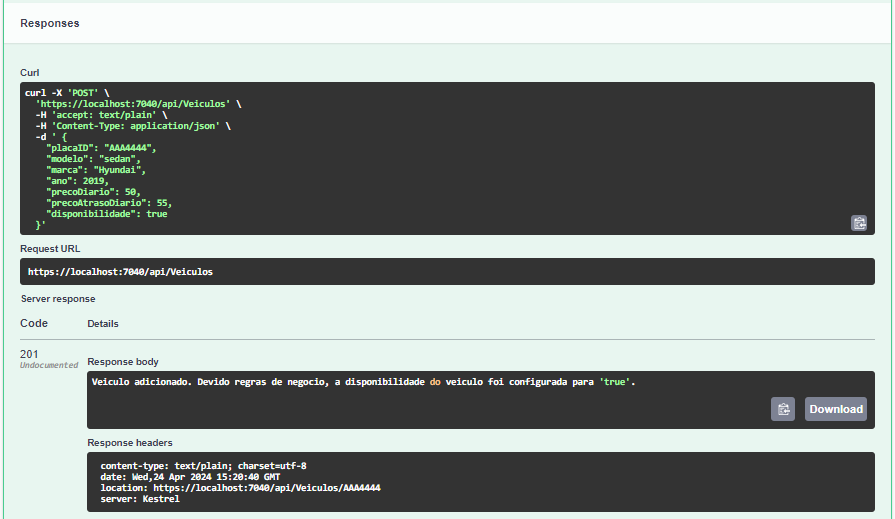 Responses
Curl
curl -X 'POST' \
'https://localhost:7040/api/Veiculos' \
-H 'accept: text/plain' \
-H 'Content-Type: application/json' \
-d ' {
"placaID": "AAA4444",
"modelo": "sedan",
"marca": "Hyundai",
"ano": 2019,
"precoDiario": 50,
"precoAtrasoDiario": 55,
"disponibilidade": true
}'
Request URL
https://localhost:7040/api/Veiculos
Server response
Code Details
201
Undocumented
Response body
Veiculo adicionado. Devido regras de negocio, a disponibilidade do veiculo foi configurada para 'true'.
Download
Response headers
content-type: text/plain; charset=utf-8
date: Wed,24 Apr 2024 15:20:40 GMT
location: https://localhost:7040/api/Veiculos/AAA4444
server: Kestrel